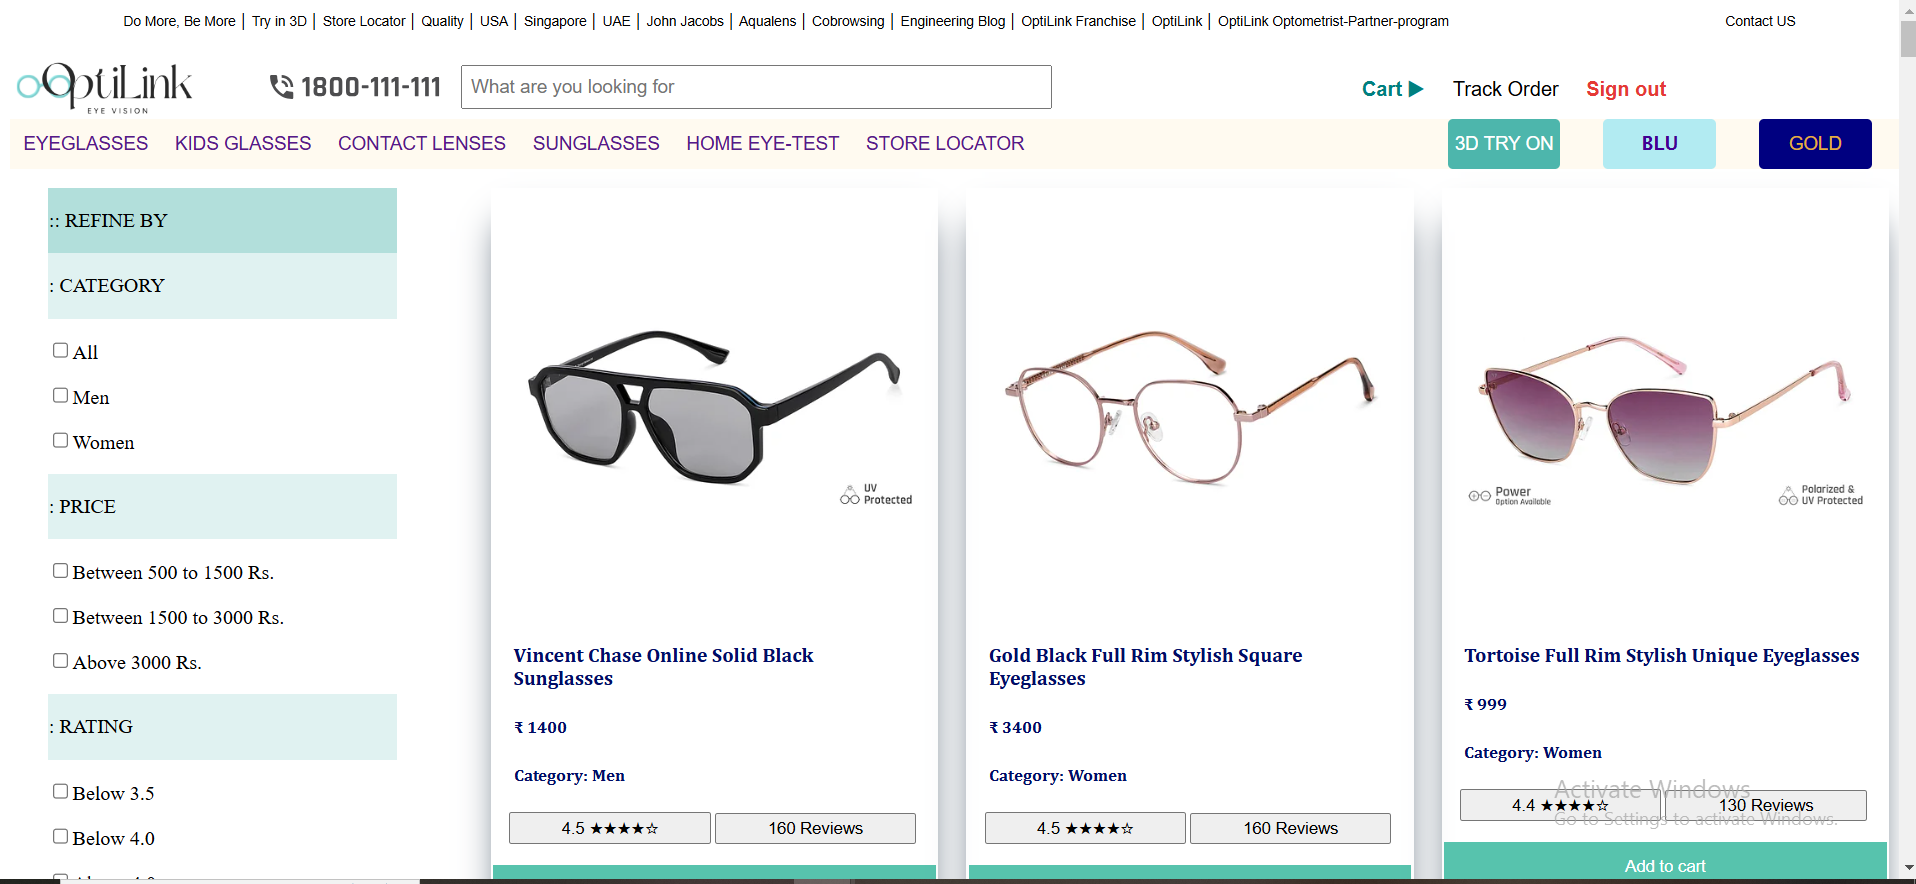 Do More, Be More | Try in 3D | Store Locator | Quality | USA | Singapore | UAE | John Jacobs | Aqualens | Cobrowsing | Engineering Blog | OptiLink Franchise | OptiLink | OptiLink Optometrist-Partner-program
Contact US
OptiLink
EYE VISION
1800-111-111
What are you looking for
Cart ▶
Track Order
Sign out
EYEGLASSES KIDS GLASSES CONTACT LENSES SUNGLASSES HOME EYE-TEST STORE LOCATOR
3D TRY ON
BLU
GOLD
:: REFINE BY
: CATEGORY
All
Men
Women
: PRICE
Between 500 to 1500 Rs.
Between 1500 to 3000 Rs.
Above 3000 Rs.
: RATING
Below 3.5
Below 4.0
UV
Protected
Vincent Chase Online Solid Black
Sunglasses
₹ 1400
Category: Men
4.5 ★★★★☆
160 Reviews
Gold Black Full Rim Stylish Square
Eyeglasses
₹ 3400
Category: Women
4.5 ★★★★☆
160 Reviews
Power
Option Available
Polarized &
UV Protected
Tortoise Full Rim Stylish Unique Eyeglasses
₹ 999
Category: Women
4.4 ★★★★☆
130 Reviews
Add to cart
Activate Windows
Go to Settings to activate Windows.